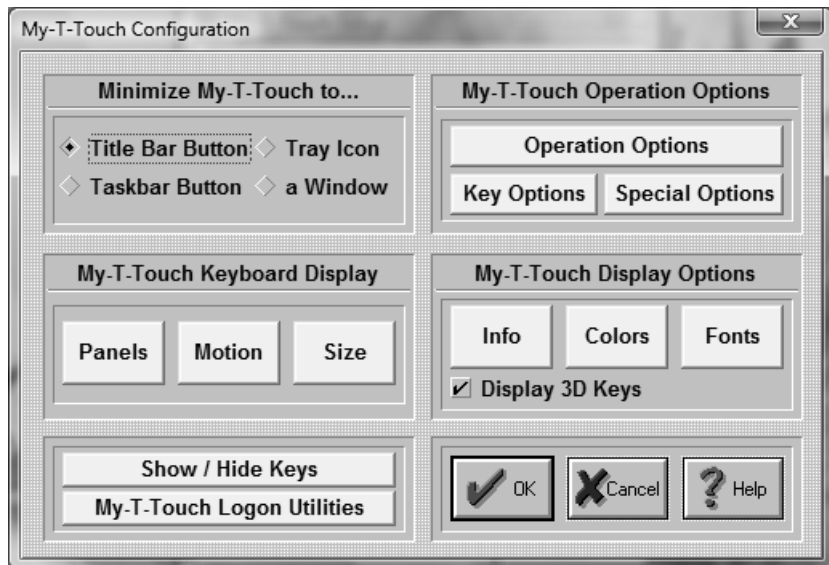 My-T-Touch Configuration
Minimize My-T-Touch to...
Title Bar Button
Tray Icon
Taskbar Button
a Window
My-T-Touch Operation Options
Operation Options
Key Options
Special Options
My-T-Touch Keyboard Display
Panels
Motion
Size
My-T-Touch Display Options
Info
Colors
Fonts
Display 3D Keys
Show / Hide Keys
My-T-Touch Logon Utilities
OK
Cancel
Help